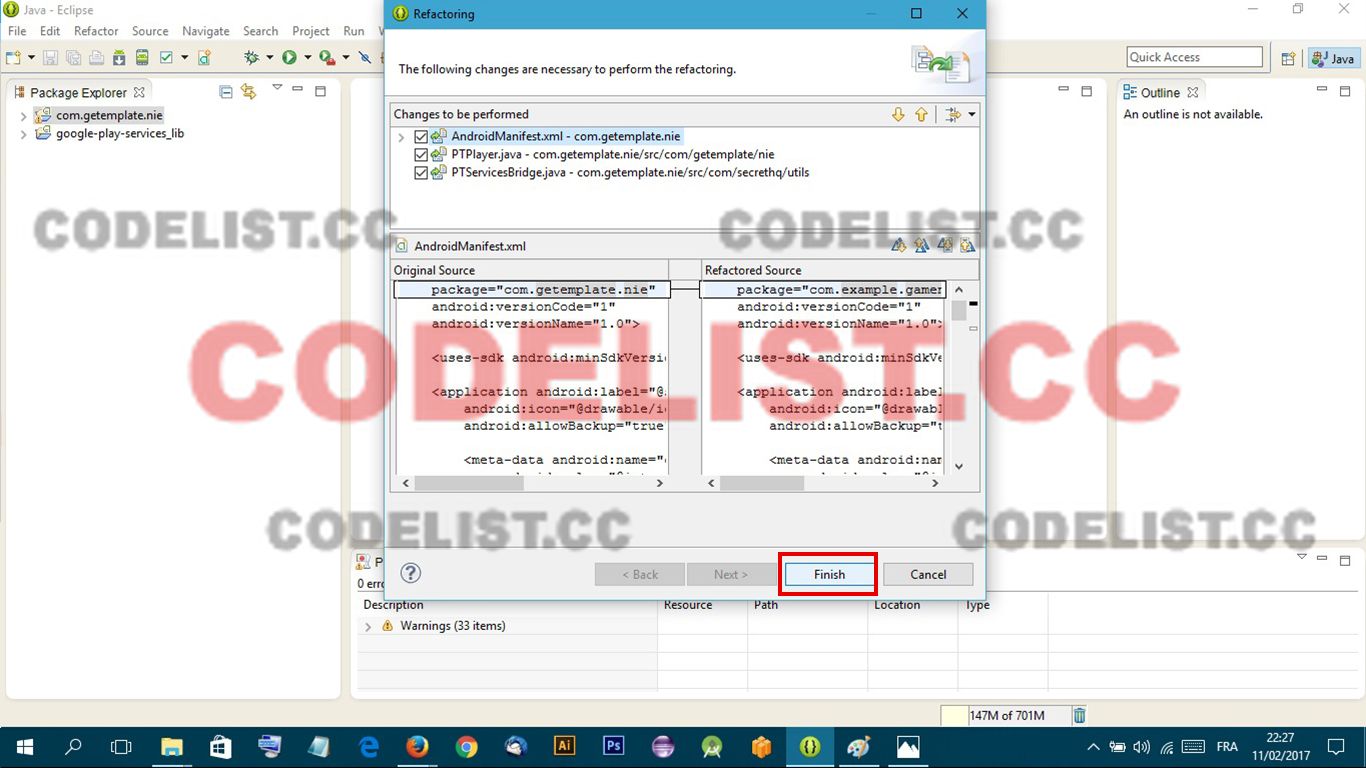 Java - Eclipse
Refactoring
File Edit Refactor Source Navigate Search Project Run
The following changes are necessary to perform the refactoring.
Quick Access
Java
Package Explorer
Outline
com.getemplate.nie
google-play-services_lib
An outline is not available.
Changes to be performed
AndroidManifest.xml - com.getemplate.nie
PTPlayer.java - com.getemplate.nie/src/com/getemplate/nie
PTServicesBridge.java - com.getemplate.nie/src/com/secrethq/utils
CODELIST.CC
CODELIST.CC
AndroidManifest.xml
Original Source
Refactored Source
package="com.getemplate.nie"
android:versionCode="1"
android:versionName="1.0">
<uses-sdk android:minSdkVersi
<application android:label="@
android:icon="@drawable/i
android:allowBackup="true
<meta-data android:name="
package="com.example.gamer
android:versionCode="1"
android:versionName="1.0">
<uses-sdk android:minSdkVe
<application android:label
android:icon="@drawabl
android:allowBackup="t
<meta-data android:nam
CODELIST.CC
CODELIST.CC
CODELIST.CC
< Back
Next >
Finish
Cancel
Description Resource Path Location Type
Warnings (33 items)
147M of 701M
Ai
Ps
FRA
22:27
11/02/2017